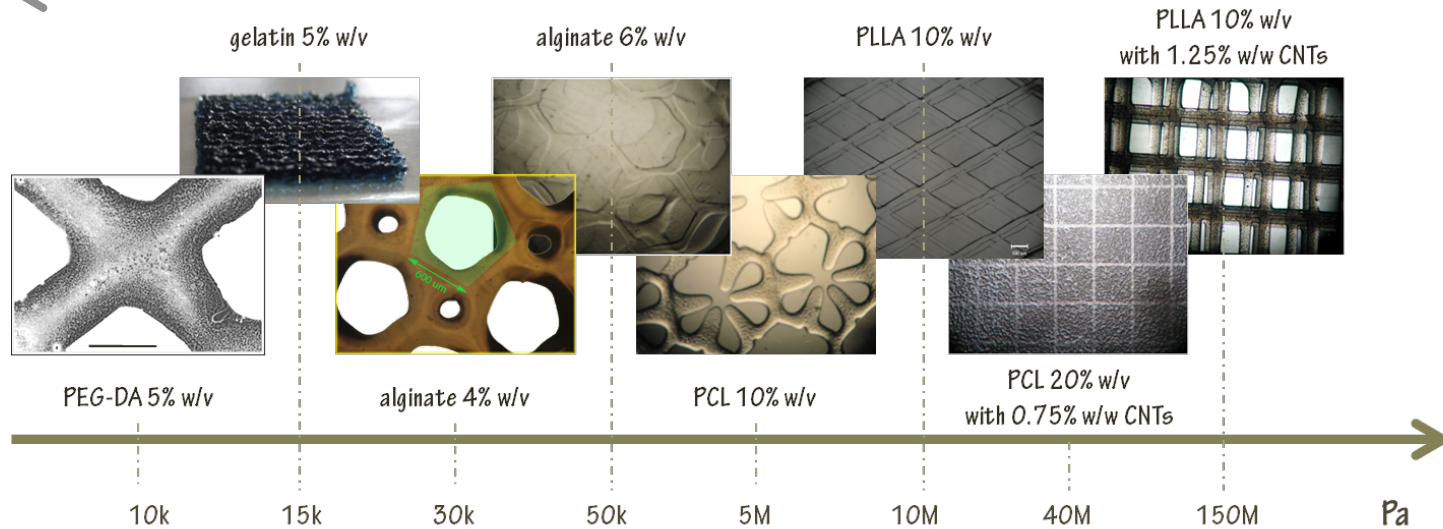 gelatin 5% w/v
alginate 6% w/v
PLLA 10% w/v
PLLA 10% w/v
with 1.25% w/w CNTs
600 um
PEG-DA 5% w/v
alginate 4% w/v
PCL 10% w/v
PCL 20% w/v
with 0.75% w/w CNTs
10k
15k
30k
50k
5M
10M
40M
150M
Pa